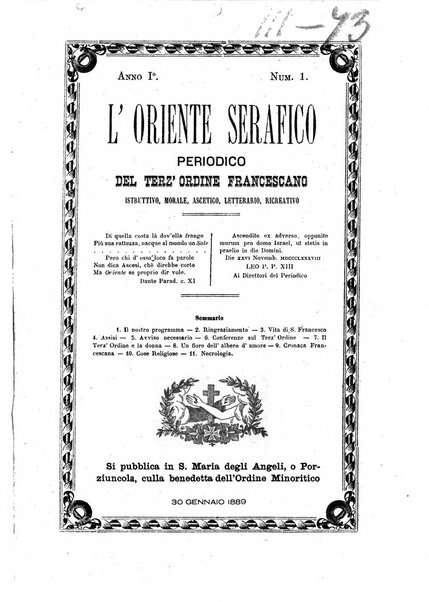 III-43
Anno I°. Num. 1.
L' ORIENTE SERAFICO
PERIODICO
DEL TERZ' ORDINE FRANCESCANO
ISTRUTTIVO, MORALE, ASCETICO, LETTERARIO, RICREATIVO
Di quella costa là dov'ella frange
Più sua rattezza, nacque al mondo un Sole
Però chi d' esso loco fa parole
Non dica Ascesi, chè direbbe corto
Ma Oriente se proprio dir vole.
Dante Parad. c. XI
Ascendite ex adverso, opponite
murum pro domo Israel, ut stetis in
praelio in die Domini.
Die XXVI Novemb. MDCCCLXXXVIII
LEO P. P. XIII
Ai Direttori del Periodico
Sommario
1. Il nostro programma — 2. Ringraziamento — 3. Vita di S. Francesco
4. Assisi — 5. Avviso necessario — 6. Conferenze sul Terz' Ordine — 7. Il
Terz' Ordine e la donna — 8. Un fiore dell' albero d' amore — 9. Cronaca Fran-
cescana — 10. Cose Religiose — 11. Necrologia.
Si pubblica in S. Maria degli Angeli, o Por-
ziuncola, culla benedetta dell'Ordine Minoritico
30 GENNAIO 1889